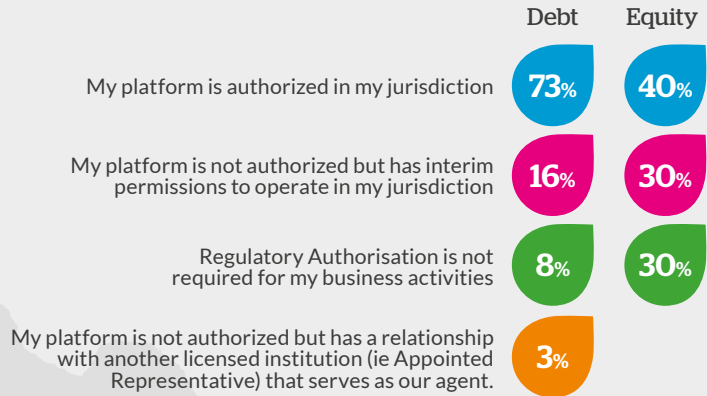 Debt Equity
My platform is authorized in my jurisdiction 73% 40%
My platform is not authorized but has interim
permissions to operate in my jurisdiction 16% 30%
Regulatory Authorisation is not
required for my business activities 8% 30%
My platform is not authorized but has a relationship
with another licensed institution (ie Appointed
Representative) that serves as our agent. 3%